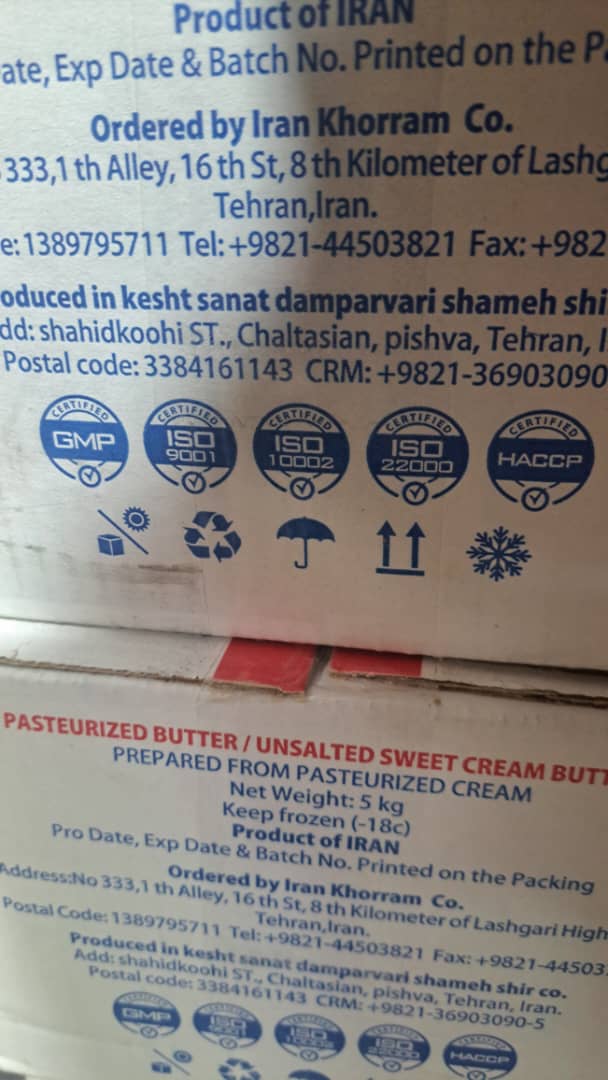 Product of IRAN
ate, Exp Date & Batch No. Printed on the P
Ordered by Iran Khorram Co.
333,1 th Alley, 16 th St, 8 th Kilometer of Lashg
Tehran,Iran.
e: 1389795711 Tel: +9821-44503821 Fax: +982
oduced in kesht sanat damparvari shameh shi
dd: shahidkoohi ST., Chaltasian, pishva, Tehran, I
Postal code: 3384161143 CRM: +9821-36903090
CERTIFIED GMP
CERTIFIED ISO 9001
CERTIFIED ISO 10002
CERTIFIED ISO 22000
CERTIFIED HACCP
PASTEURIZED BUTTER / UNSALTED SWEET CREAM BUTT
PREPARED FROM PASTEURIZED CREAM
Net Weight: 5 kg
Keep frozen (-18c)
Product of IRAN
Pro Date, Exp Date & Batch No. Printed on the Packing
Ordered by Iran Khorram Co.
Address:No 333,1 th Alley, 16 th St, 8 th Kilometer of Lashgari High
Tehran,Iran.
Postal Code: 1389795711 Tel: +9821-44503821 Fax: +9821-44503
Produced in kesht sanat damparvari shameh shir co.
Add: shahidkoohi ST., Chaltasian, pishva, Tehran, Iran.
Postal code: 3384161143 CRM: +9821-36903090-5
GMP
ISO 9001
ISO 10002
ISO 22000
HACCP